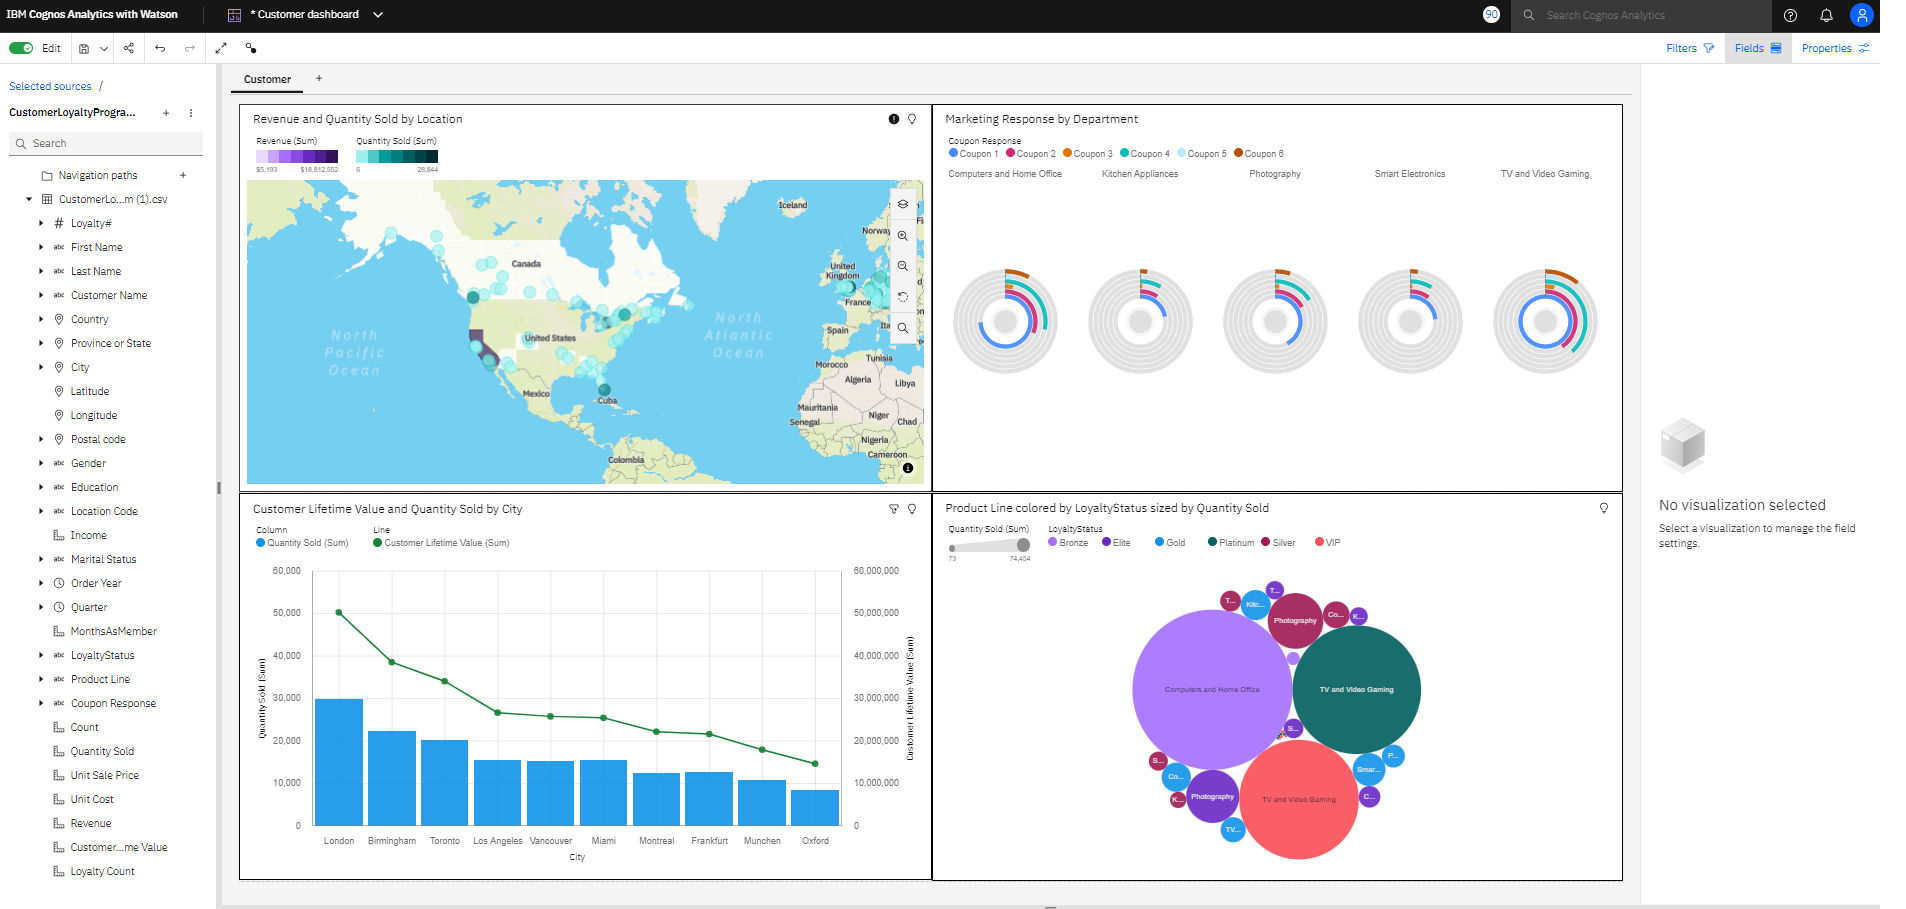 IBM Cognos Analytics with Watson
* Customer dashboard
90
Search Cognos Analytics
Edit
Filters
Fields
Properties
Selected sources /
CustomerLoyaltyProgra...
Search
Navigation paths
CustomerLo...m (1).csv
Loyalty#
abc First Name
abc Last Name
abc Customer Name
Country
Province or State
City
Latitude
Longitude
Postal code
abc Gender
abc Education
abc Location Code
Income
abc Marital Status
Order Year
Quarter
MonthsAsMember
abc LoyaltyStatus
abc Product Line
abc Coupon Response
Count
Quantity Sold
Unit Sale Price
Unit Cost
Revenue
Customer...me Value
Loyalty Count
Customer +
Revenue and Quantity Sold by Location
Revenue (Sum) Quantity Sold (Sum)
$5,193 $18,812,552 6 28,844
Iceland
Norway
Canada
United Kingdom
France
North Pacific Ocean
United States
North Atlantic Ocean
Spain
Ita
Tunisia
Morocco
Algeria
Libya
Mexico
Cuba
Mauritania
Niger
Chad
Senegal
Nigeria
Cameroon
Colombia
Marketing Response by Department
Coupon Response
Coupon 1 Coupon 2 Coupon 3 Coupon 4 Coupon 5 Coupon 6
Computers and Home Office Kitchen Appliances Photography Smart Electronics TV and Video Gaming
Customer Lifetime Value and Quantity Sold by City
Column Line
Quantity Sold (Sum) Customer Lifetime Value (Sum)
60,000 60,000,000
50,000 50,000,000
40,000 40,000,000
30,000 30,000,000
20,000 20,000,000
10,000 10,000,000
0 0
Quantity Sold (Sum)
Customer Lifetime Value (Sum)
London Birmingham Toronto Los Angeles Vancouver Miami Montreal Frankfurt Munchen Oxford
City
Product Line colored by LoyaltyStatus sized by Quantity Sold
Quantity Sold (Sum) LoyaltyStatus
Bronze Elite Gold Platinum Silver VIP
73 74,454
T...
T... Kitc...
Photography Co... K...
Computers and Home Office TV and Video Gaming
S...
S... P...
Co... Smar...
K... Photography TV and Video Gaming C...
TV...
No visualization selected
Select a visualization to manage the field
settings.